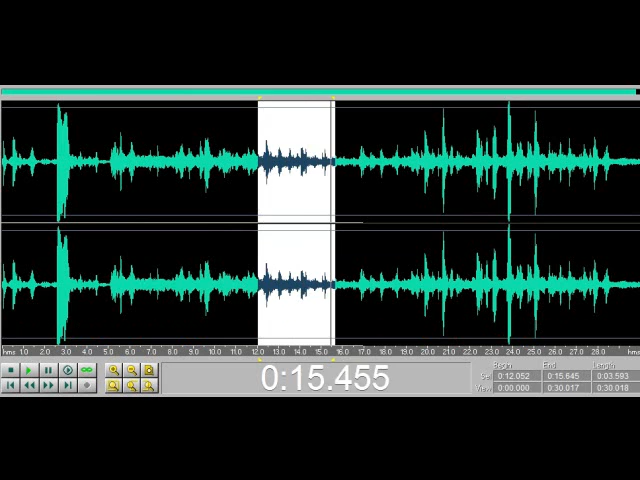 hms 1.0 2.0 3.0 4.0 5.0 6.0 7.0 8.0 9.0 10.0 11.0 12.0 13.0 14.0 15.0 16.0 17.0 18.0 19.0 20.0 21.0 22.0 23.0 24.0 25.0 26.0 27.0 28.0 hms
0:15.455
Begin End Length
Sel 0:12.052 0:15.645 0:03.593
View 0:00.000 0:30.017 0:30.018